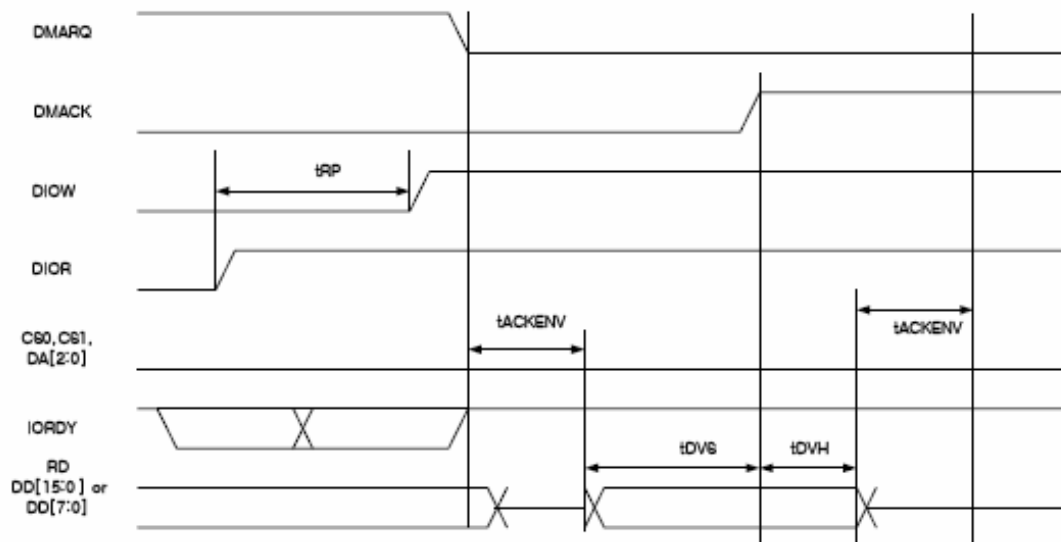 DMARQ
DMACK
tRP
DIOW
DIOR
tACKENV
tACKENV
CS0, CS1,
DA[2:0]
IORDY
tDVS
tDVH
RD
DD[15:0] or
DD[7:0]